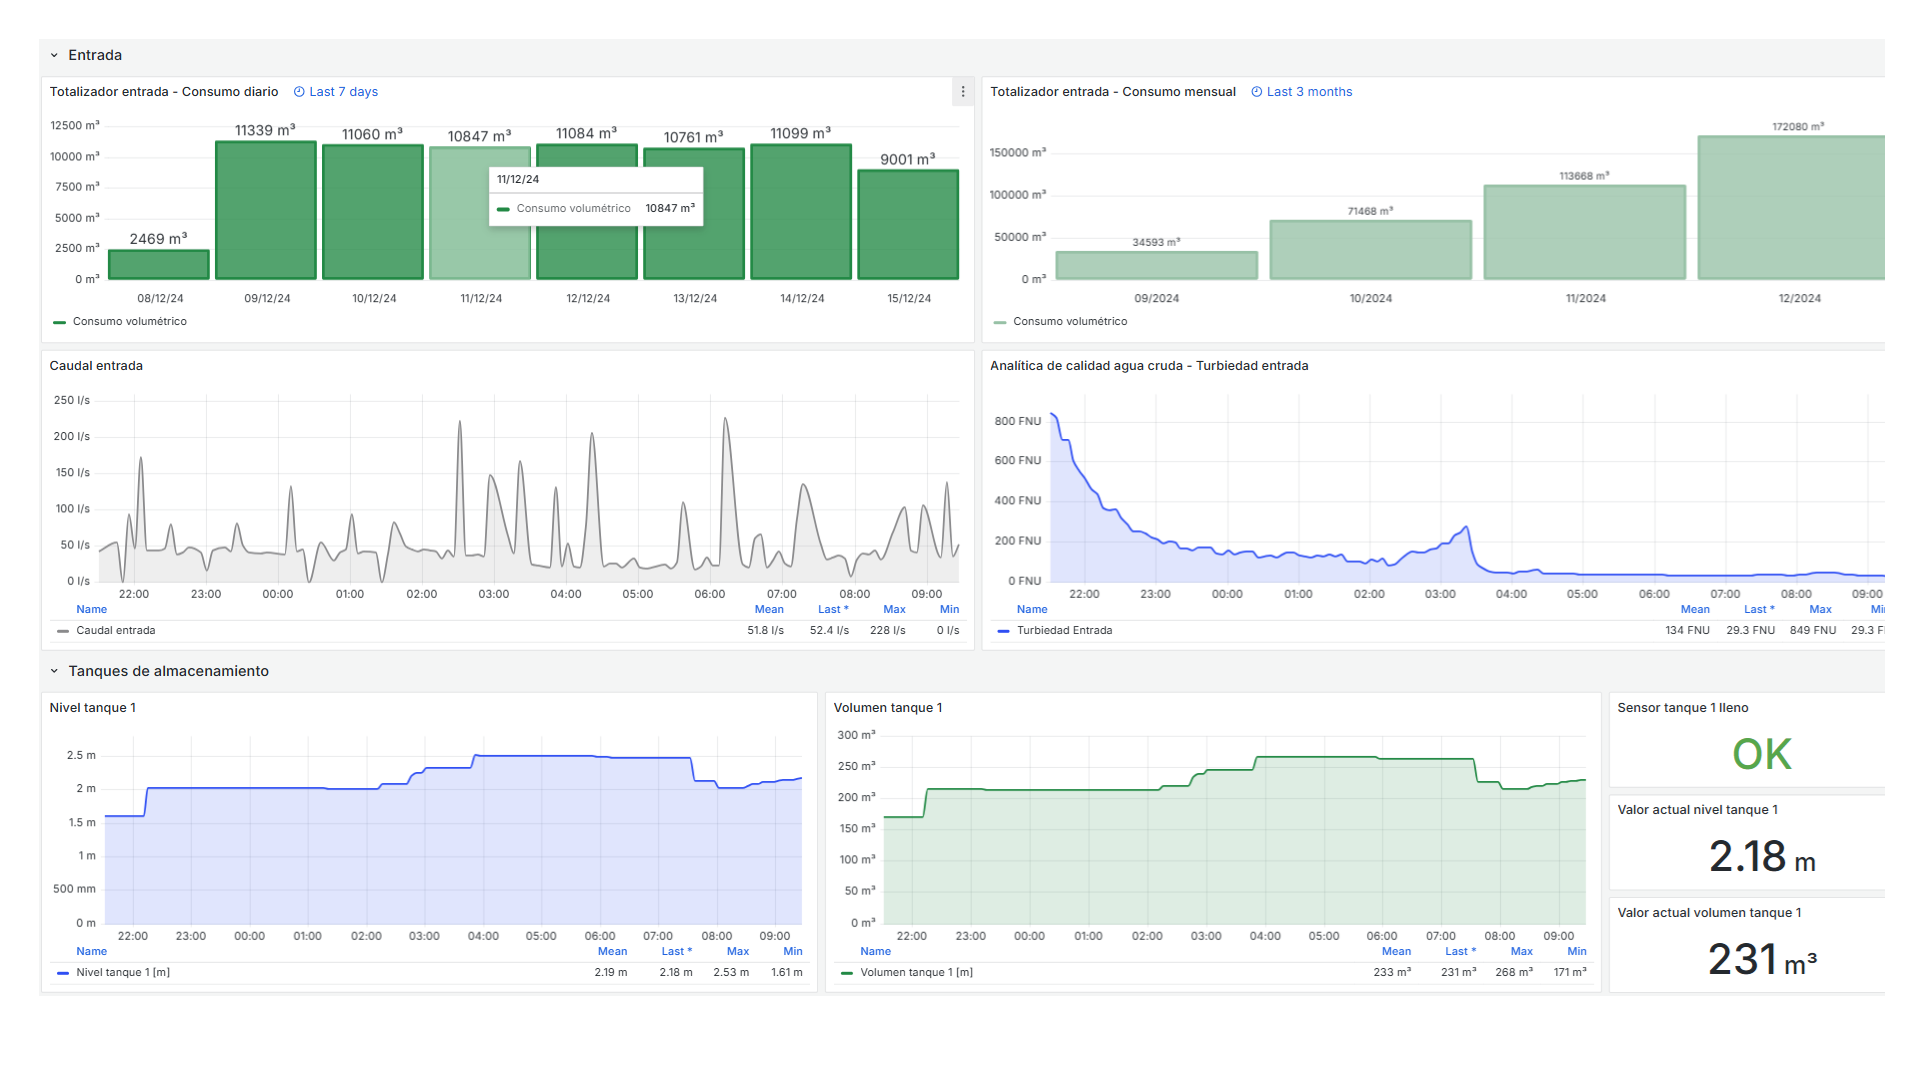 Entrada
Totalizador entrada - Consumo diario Last 7 days
12500 m³
10000 m³
7500 m³
5000 m³
2500 m³
0 m³
2469 m³
11339 m³
11060 m³
10847 m³
11084 m³
10761 m³
11099 m³
9001 m³
11/12/24
Consumo volumétrico 10847 m³
08/12/24 09/12/24 10/12/24 11/12/24 12/12/24 13/12/24 14/12/24 15/12/24
Consumo volumétrico
Totalizador entrada - Consumo mensual Last 3 months
150000 m³
100000 m³
50000 m³
0 m³
34593 m³
71468 m³
113668 m³
172080 m³
09/2024 10/2024 11/2024 12/2024
Consumo volumétrico
Caudal entrada
250 l/s
200 l/s
150 l/s
100 l/s
50 l/s
0 l/s
22:00 23:00 00:00 01:00 02:00 03:00 04:00 05:00 06:00 07:00 08:00 09:00
Name Mean Last * Max Min
Caudal entrada 51.8 l/s 52.4 l/s 228 l/s 0 l/s
Analítica de calidad agua cruda - Turbiedad entrada
800 FNU
600 FNU
400 FNU
200 FNU
0 FNU
22:00 23:00 00:00 01:00 02:00 03:00 04:00 05:00 06:00 07:00 08:00 09:00
Name Mean Last * Max Mi
Turbiedad Entrada 134 FNU 29.3 FNU 849 FNU 29.3 F
Tanques de almacenamiento
Nivel tanque 1
2.5 m
2 m
1.5 m
1 m
500 mm
0 m
22:00 23:00 00:00 01:00 02:00 03:00 04:00 05:00 06:00 07:00 08:00 09:00
Name Mean Last * Max Min
Nivel tanque 1 [m] 2.19 m 2.18 m 2.53 m 1.61 m
Volumen tanque 1
300 m³
250 m³
200 m³
150 m³
100 m³
50 m³
0 m³
22:00 23:00 00:00 01:00 02:00 03:00 04:00 05:00 06:00 07:00 08:00 09:00
Name Mean Last * Max Min
Volumen tanque 1 [m] 233 m³ 231 m³ 268 m³ 171 m³
Sensor tanque 1 lleno
OK
Valor actual nivel tanque 1
2.18 m
Valor actual volumen tanque 1
231 m³